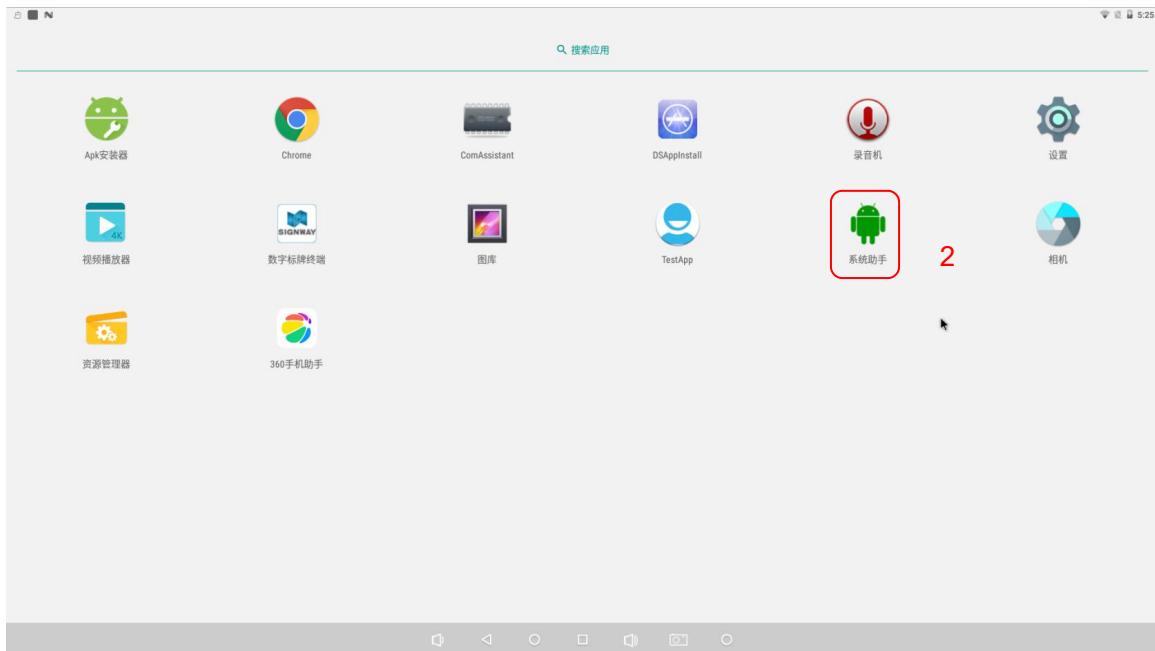 5:25
搜索应用
Apk安装器
Chrome
ComAssistant
DSAppInstall
录音机
设置
4K
视频播放器
SIGNWAY
数字标牌终端
图库
TestApp
系统助手
2
相机
资源管理器
360手机助手